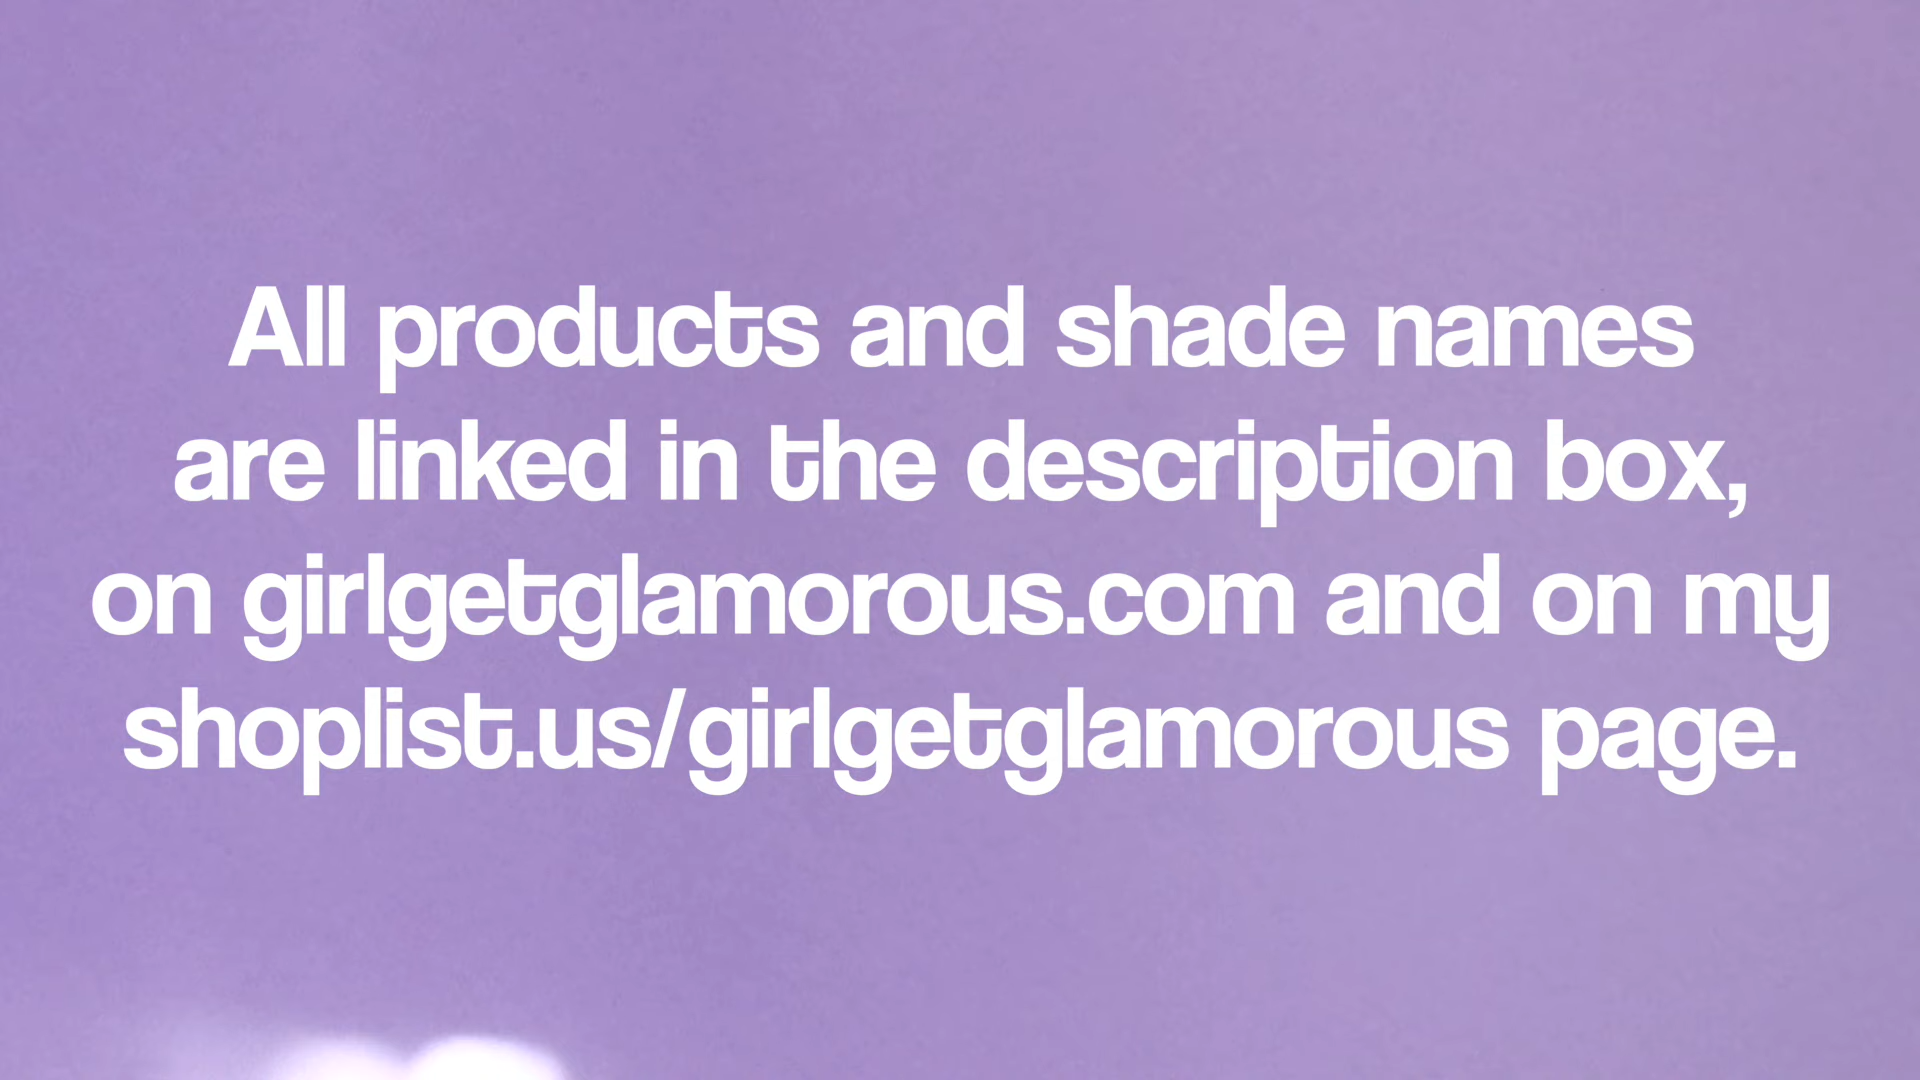 All products and shade names
are linked in the description box,
on girlgetglamorous.com and on my
shoplist.us/girlgetglamorous page.